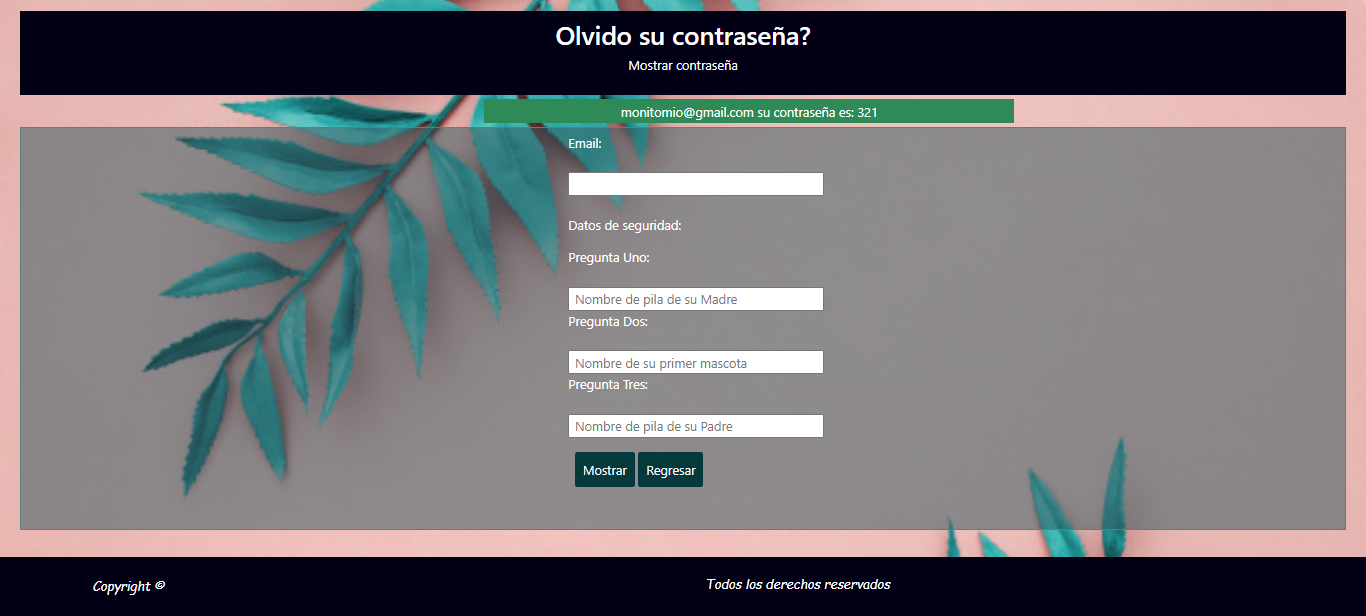 Olvido su contraseña?
Mostrar contraseña
monitomio@gmail.com su contraseña es: 321
Email:
Datos de seguridad:
Pregunta Uno:
Nombre de pila de su Madre
Pregunta Dos:
Nombre de su primer mascota
Pregunta Tres:
Nombre de pila de su Padre
Mostrar Regresar
Copyright © Todos los derechos reservados